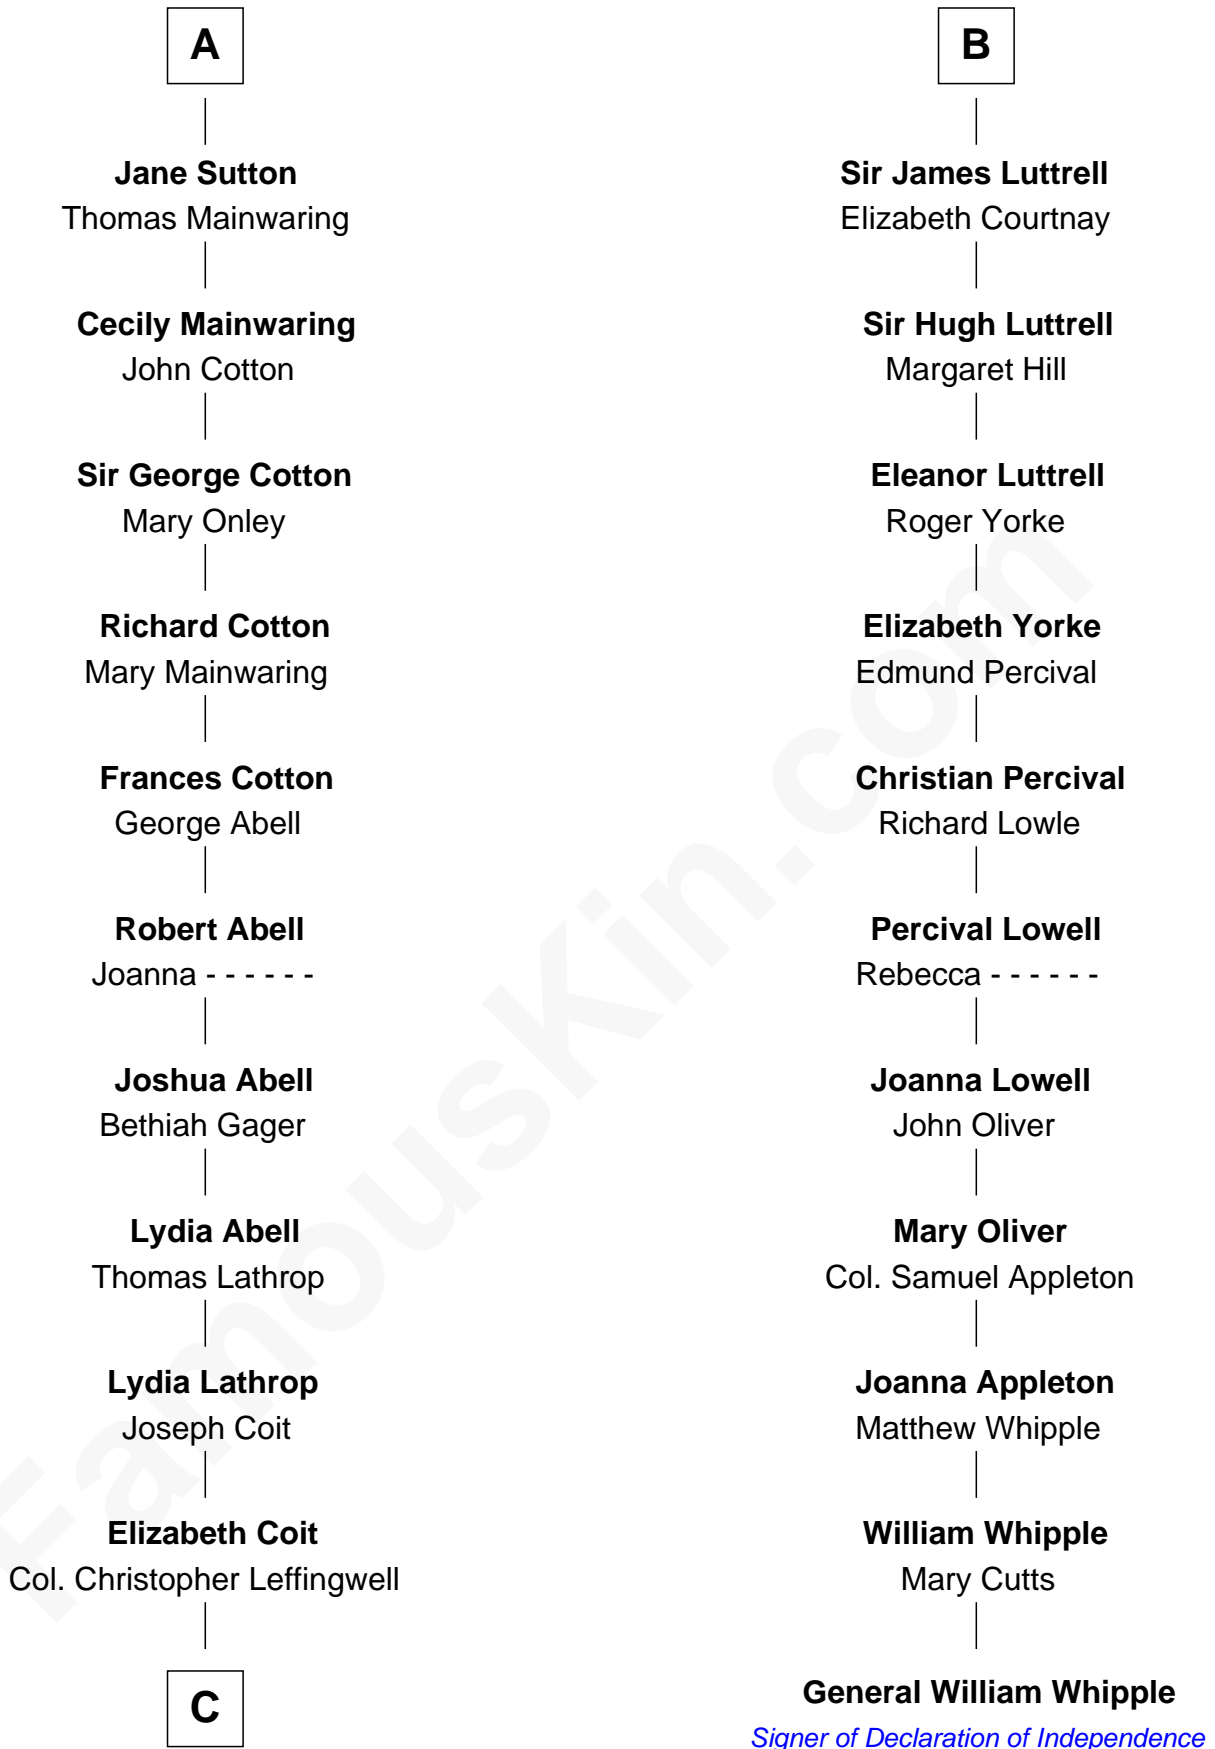 A
Jane Sutton
Thomas Mainwaring
Cecily Mainwaring
John Cotton
Sir George Cotton
Mary Onley
Richard Cotton
Mary Mainwaring
Frances Cotton
George Abell
Robert Abell
Joanna - - - - - -
Joshua Abell
Bethiah Gager
Lydia Abell
Thomas Lathrop
Lydia Lathrop
Joseph Coit
Elizabeth Coit
Col. Christopher Leffingwell
C
B
Sir James Luttrell
Elizabeth Courtnay
Sir Hugh Luttrell
Margaret Hill
Eleanor Luttrell
Roger Yorke
Elizabeth Yorke
Edmund Percival
Christian Percival
Richard Lowle
Percival Lowell
Rebecca - - - - - -
Joanna Lowell
John Oliver
Mary Oliver
Col. Samuel Appleton
Joanna Appleton
Matthew Whipple
William Whipple
Mary Cutts
General William Whipple
Signer of Declaration of Independence
FamousKin.com